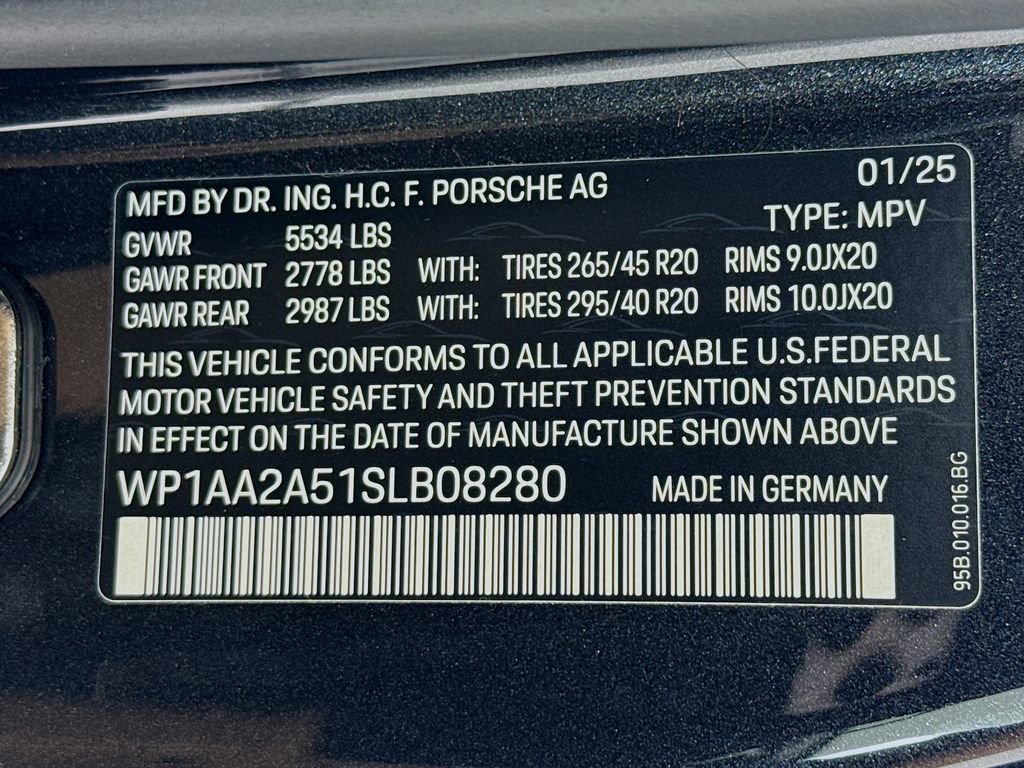 MFD BY DR. ING. H.C. F. PORSCHE AG 01/25
TYPE: MPV
GVWR 5534 LBS
GAWR FRONT 2778 LBS WITH: TIRES 265/45 R20 RIMS 9.0JX20
GAWR REAR 2987 LBS WITH: TIRES 295/40 R20 RIMS 10.0JX20
THIS VEHICLE CONFORMS TO ALL APPLICABLE U.S.FEDERAL
MOTOR VEHICLE SAFETY AND THEFT PREVENTION STANDARDS
IN EFFECT ON THE DATE OF MANUFACTURE SHOWN ABOVE
WP1AA2A51SLB08280 MADE IN GERMANY
95B.010.016.BG